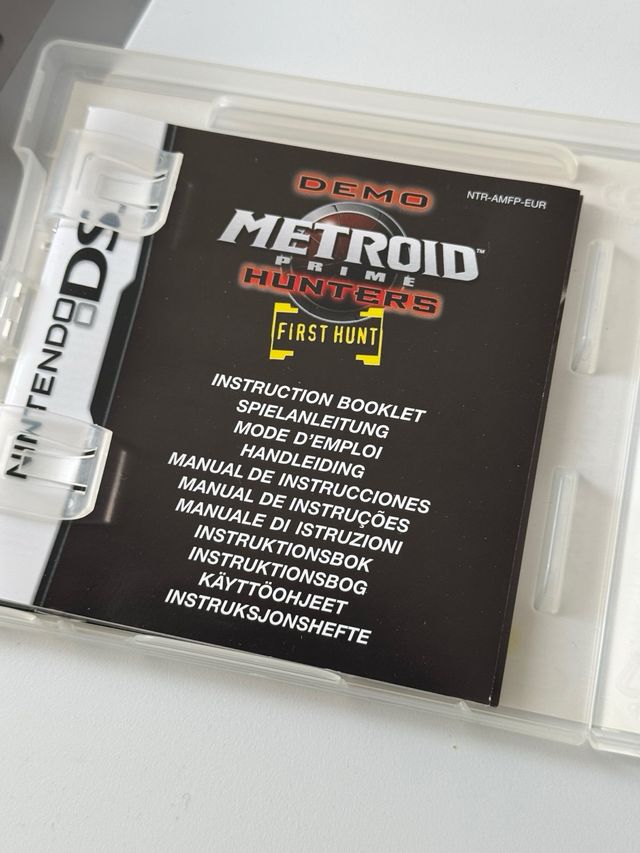 NINTENDO DS
DEMO
NTR-AMFP-EUR
METROID™
PRIME
HUNTERS
FIRST HUNT
INSTRUCTION BOOKLET
SPIELANLEITUNG
MODE D'EMPLOI
HANDLEIDING
MANUAL DE INSTRUCCIONES
MANUAL DE INSTRUÇÕES
MANUALE DI ISTRUZIONI
INSTRUKTIONSBOK
INSTRUKTIONSBOG
KÄYTTÖOHJEET
INSTRUKSJONSHEFTE